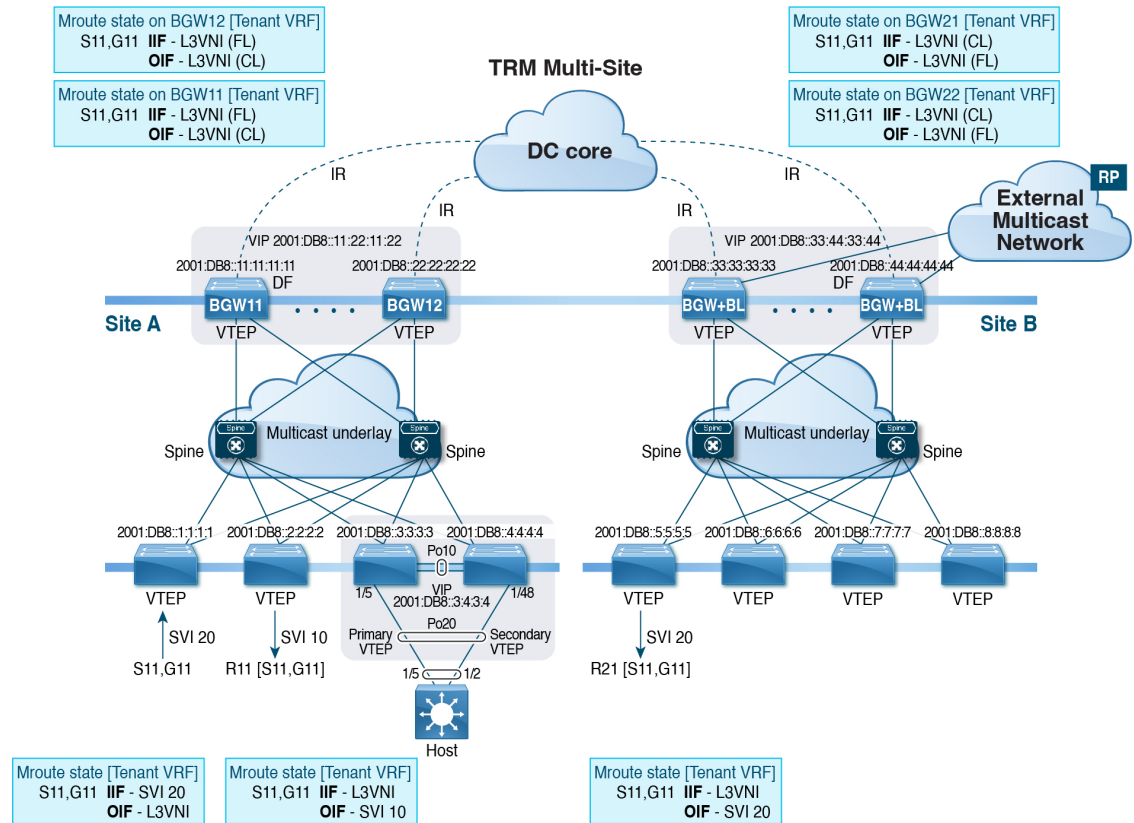 Mroute state on BGW12 [Tenant VRF]
S11,G11 IIF - L3VNI (FL)
OIF - L3VNI (CL)
Mroute state on BGW11 [Tenant VRF]
S11,G11 IIF - L3VNI (FL)
OIF - L3VNI (CL)
Mroute state on BGW21 [Tenant VRF]
S11,G11 IIF - L3VNI (CL)
OIF - L3VNI (FL)
Mroute state on BGW22 [Tenant VRF]
S11,G11 IIF - L3VNI (CL)
OIF - L3VNI (FL)
TRM Multi-Site
DC core
IR
IR
IR
IR
RP
External
Multicast
Network
VIP 2001:DB8::11:22:11:22
VIP 2001:DB8::33:44:33:44
2001:DB8::11:11:11:11
2001:DB8::22:22:22:22
2001:DB8::33:33:33:33
2001:DB8::44:44:44:44
DF
DF
BGW11
BGW12
BGW+BL
BGW+BL
Site A
Site B
VTEP
VTEP
VTEP
VTEP
Spine
Multicast underlay
Spine
Spine
Spine
Spine
Multicast underlay
Spine
Spine
Spine
2001:DB8::1:1:1:1
2001:DB8::2:2:2:2
2001:DB8::3:3:3:3
2001:DB8::4:4:4:4
2001:DB8::5:5:5:5
2001:DB8::6:6:6:6
2001:DB8::7:7:7:7
2001:DB8::8:8:8:8
Po10
VTEP
VTEP
1/5
VIP
1/48
2001:DB8::3:4:3:4
VTEP
VTEP
VTEP
VTEP
Po20
Primary
VTEP
Secondary
VTEP
SVI 20
SVI 10
SVI 20
S11,G11
R11 [S11,G11]
1/5
1/2
R21 [S11,G11]
Host
Mroute state [Tenant VRF]
S11,G11 IIF - SVI 20
OIF - L3VNI
Mroute state [Tenant VRF]
S11,G11 IIF - L3VNI
OIF - SVI 10
Mroute state [Tenant VRF]
S11,G11 IIF - L3VNI
OIF - SVI 20